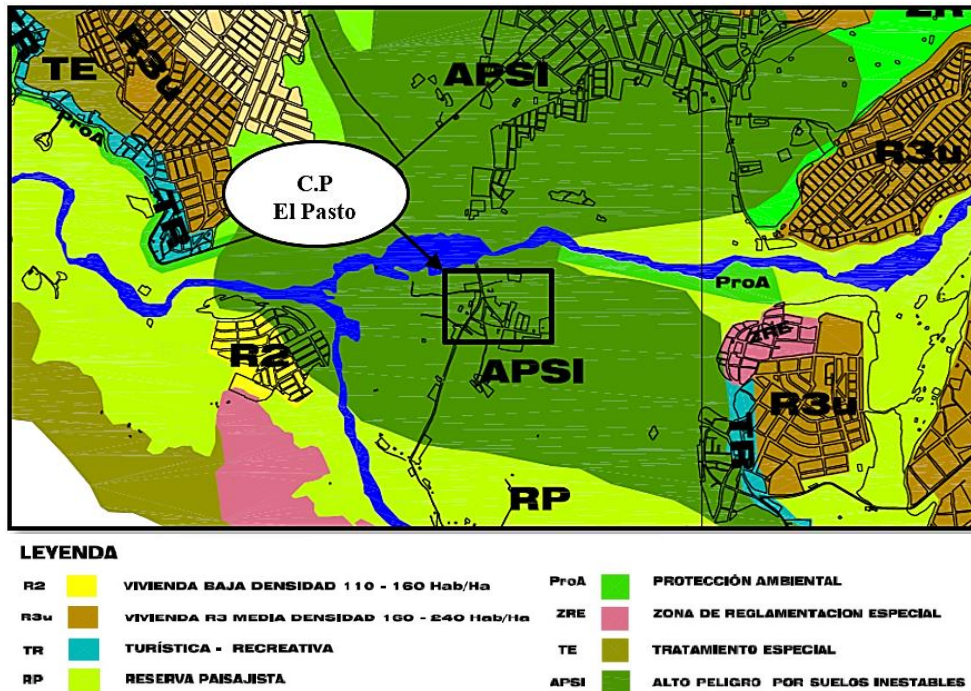 TE
R3u
APSI
ProA
C.P
El Pasto
TR
R3u
ProA
R2
APSI
ZRE
R3u
TR
RP
LEYENDA
R2 VIVIENDA BAJA DENSIDAD 110 - 160 Hab/Ha
R3u VIVIENDA R3 MEDIA DENSIDAD 160 - £40 Hab/Ha
TR TURÍSTICA - RECREATIVA
RP RESERVA PAISAJISTA
ProA PROTECCIÓN AMBIENTAL
ZRE ZONA DE REGLAMENTACION ESPECIAL
TE TRATAMIENTO ESPECIAL
APSI ALTO PELIGRO POR SUELOS INESTABLES